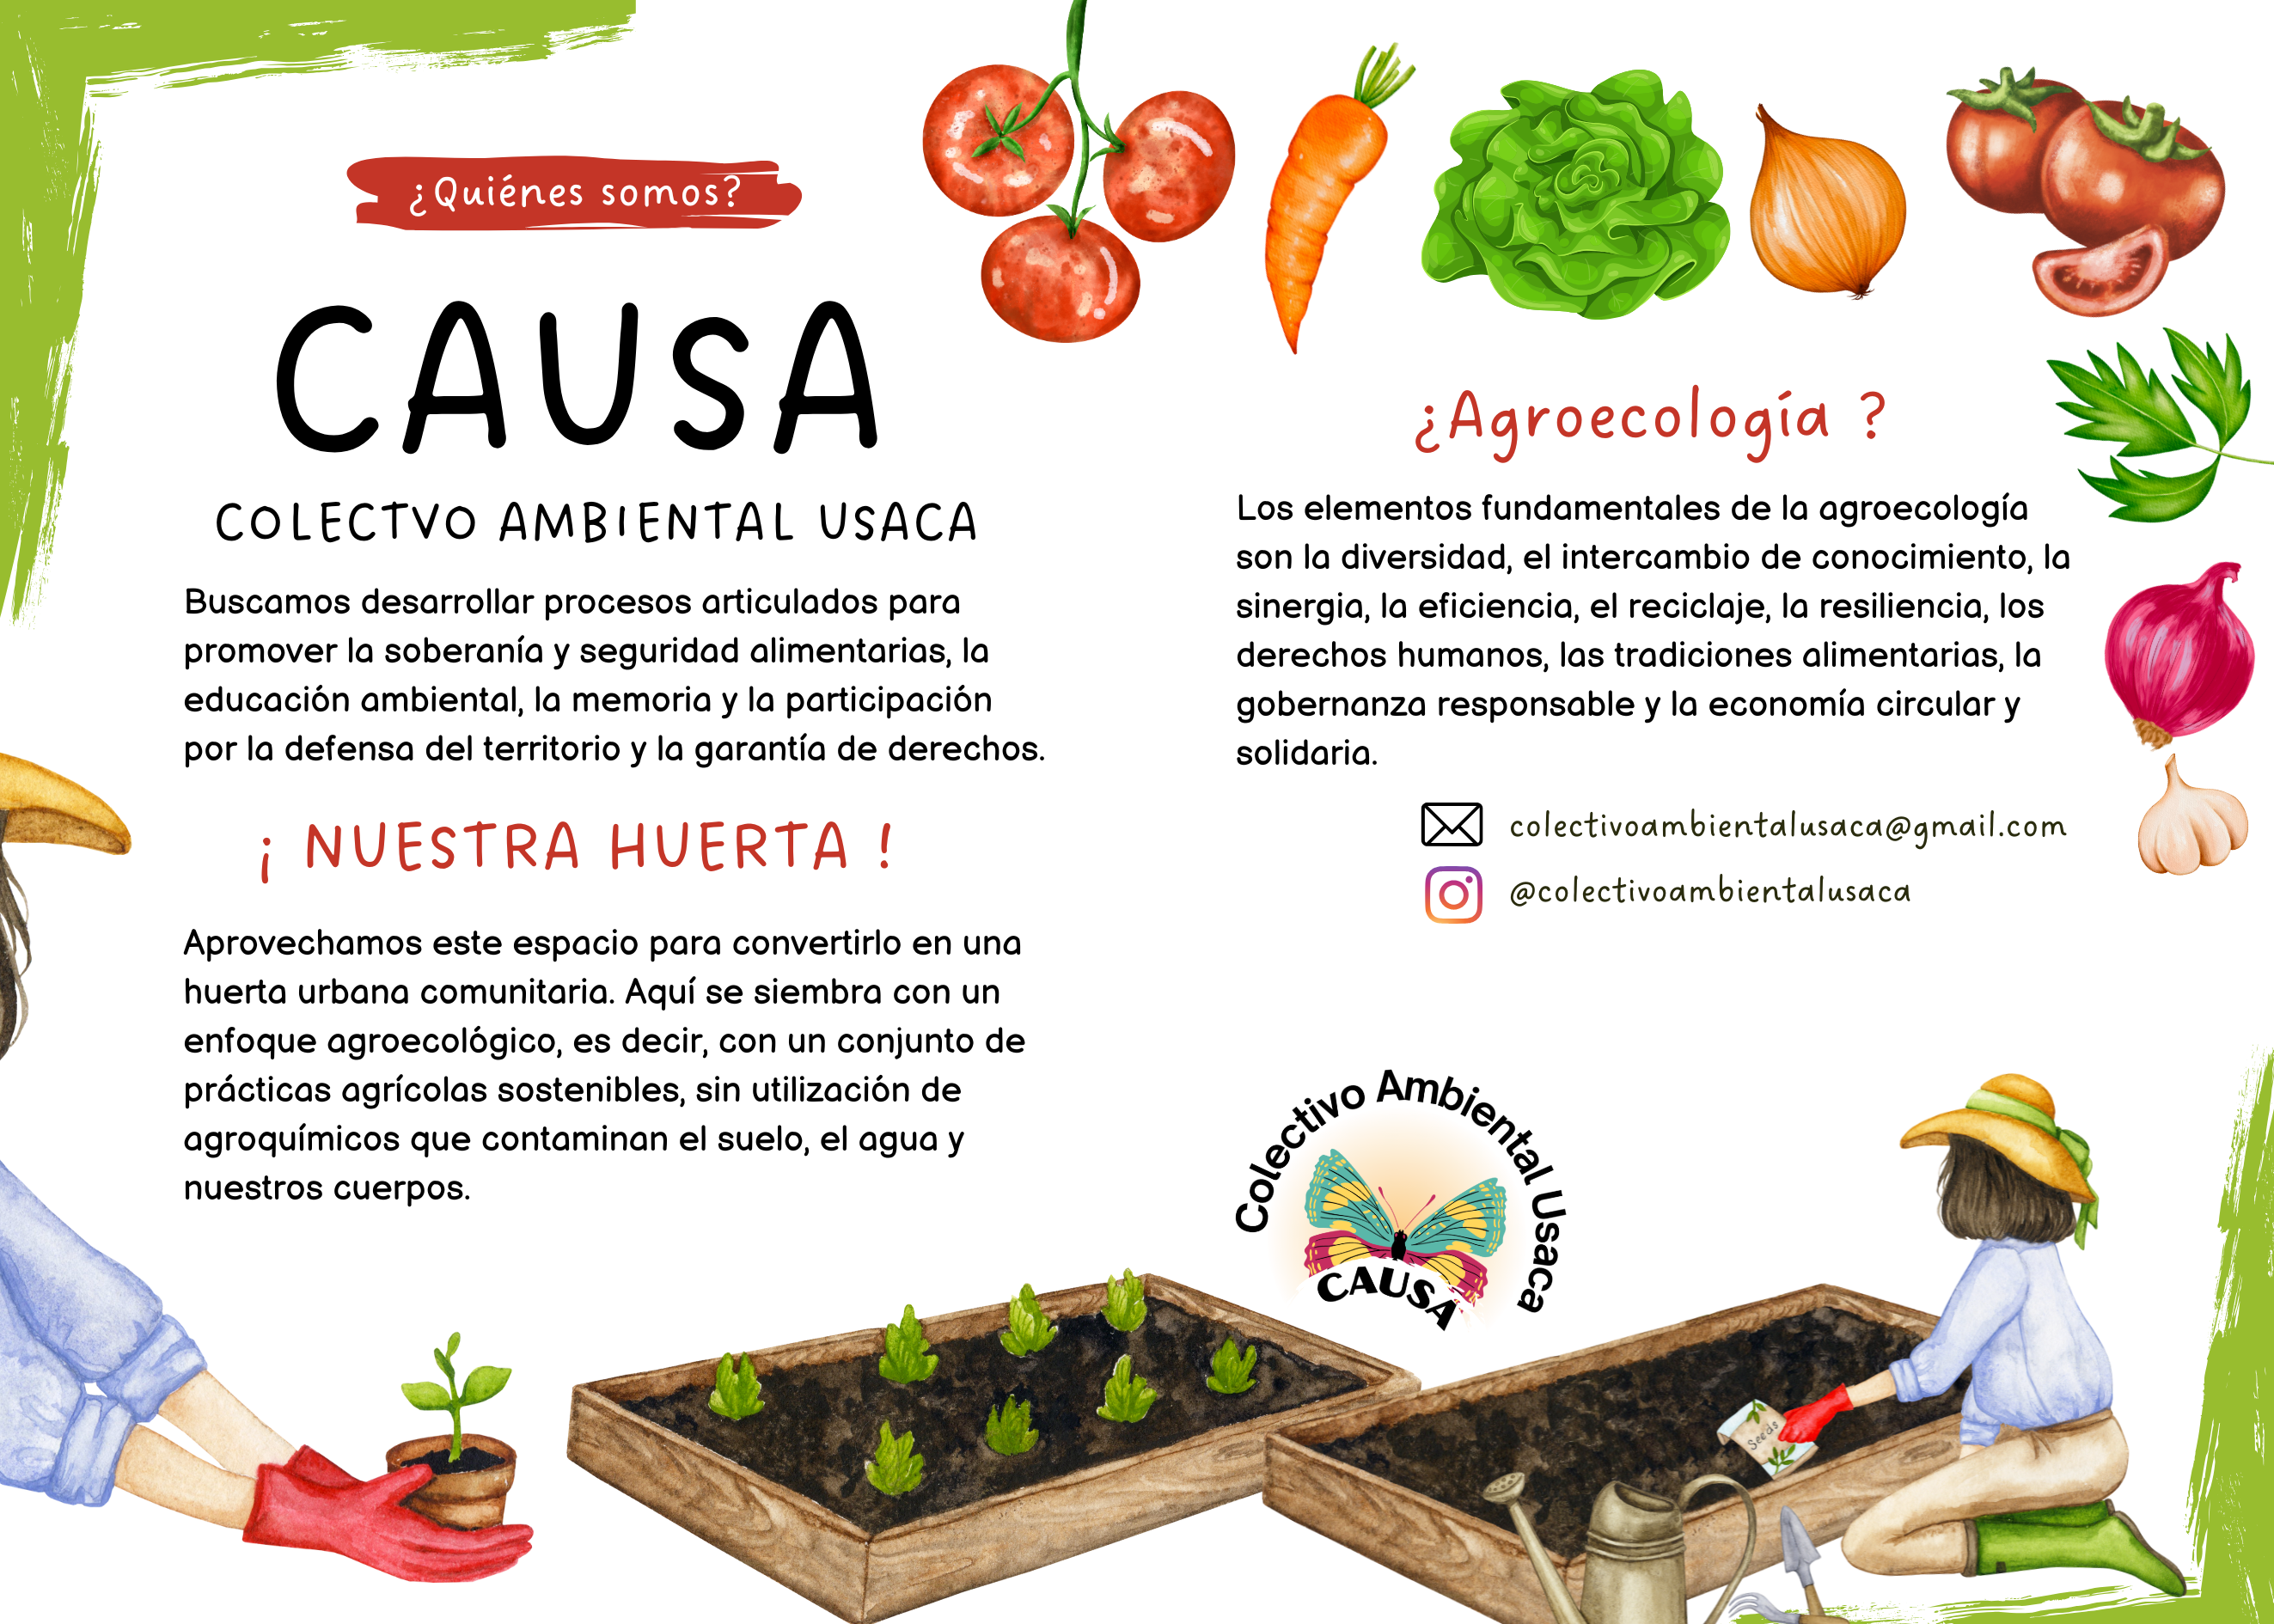 ¿Quiénes somos?
CAUSA
COLECTVO AMBIENTAL USACA
Buscamos desarrollar procesos articulados para
promover la soberanía y seguridad alimentarias, la
educación ambiental, la memoria y la participación
por la defensa del territorio y la garantía de derechos.
¡ NUESTRA HUERTA !
Aprovechamos este espacio para convertirlo en una
huerta urbana comunitaria. Aquí se siembra con un
enfoque agroecológico, es decir, con un conjunto de
prácticas agrícolas sostenibles, sin utilización de
agroquímicos que contaminan el suelo, el agua y
nuestros cuerpos.
¿Agroecología ?
Los elementos fundamentales de la agroecología
son la diversidad, el intercambio de conocimiento, la
sinergia, la eficiencia, el reciclaje, la resiliencia, los
derechos humanos, las tradiciones alimentarias, la
gobernanza responsable y la economía circular y
solidaria.
colectivoambientalusaca@gmail.com
@colectivoambientalusaca
Colectivo Ambiental Usaca
CAUSA
Seeds